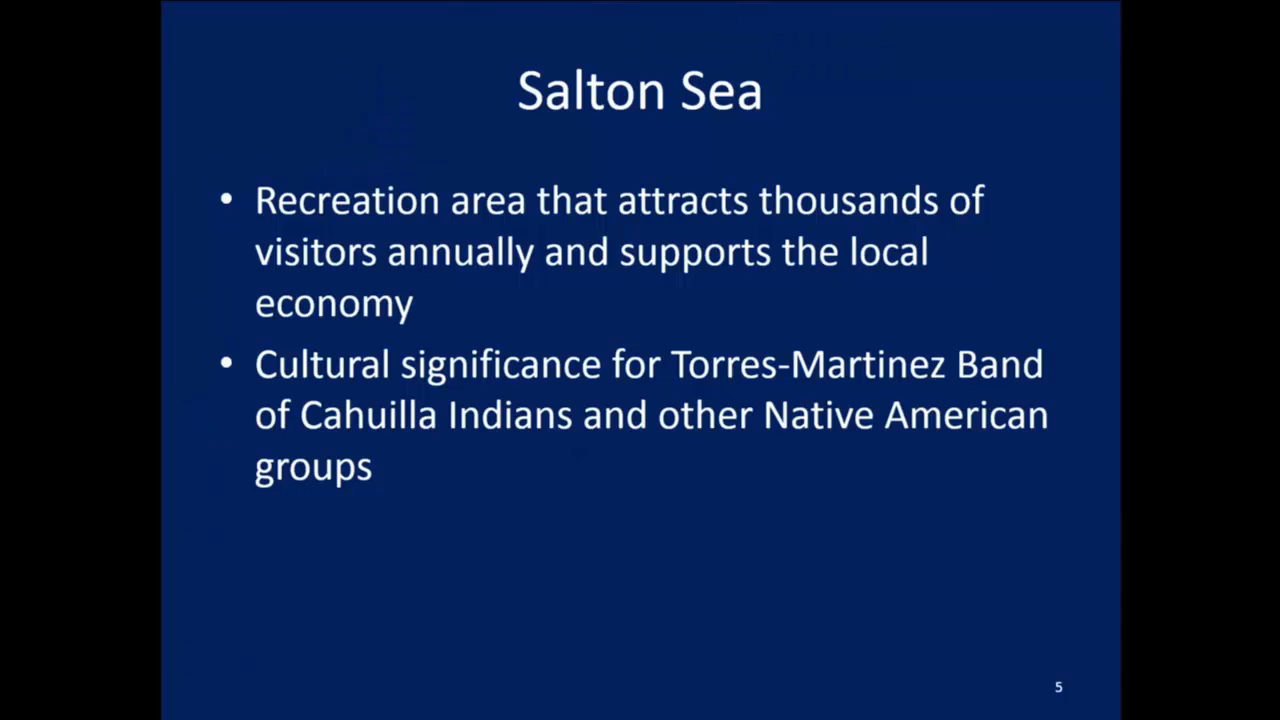 Salton Sea
• Recreation area that attracts thousands of
visitors annually and supports the local
economy
• Cultural significance for Torres-Martinez Band
of Cahuilla Indians and other Native American
groups
5